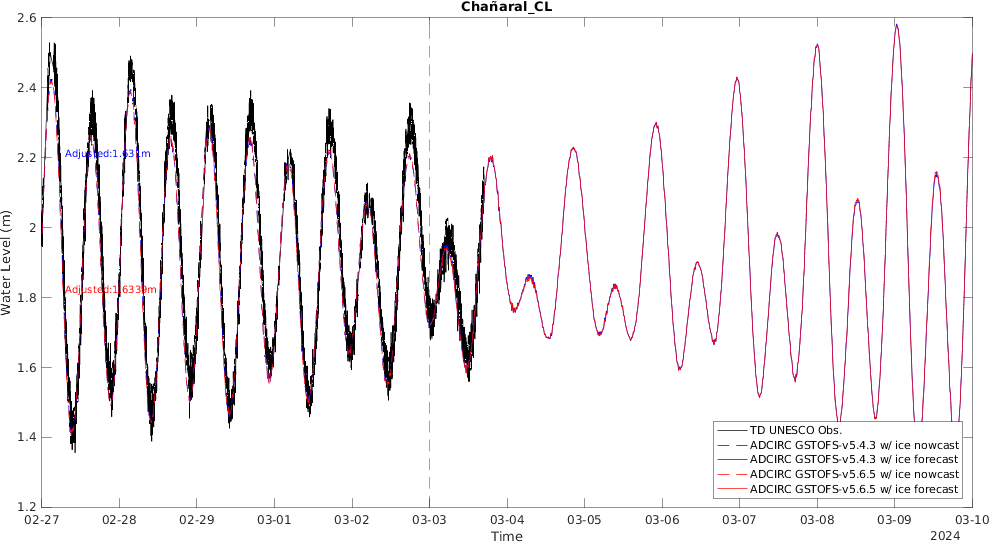 Chañaral_CL
2.6
2.4
2.2
2
1.8
1.6
1.4
1.2
Water Level (m)
Adjusted:1.631m
Adjusted:1.6339m
TD UNESCO Obs.
ADCIRC GSTOFS-v5.4.3 w/ ice nowcast
ADCIRC GSTOFS-v5.4.3 w/ ice forecast
ADCIRC GSTOFS-v5.6.5 w/ ice nowcast
ADCIRC GSTOFS-v5.6.5 w/ ice forecast
02-27 02-28 02-29 03-01 03-02 03-03 03-04 03-05 03-06 03-07 03-08 03-09 03-10
Time
2024